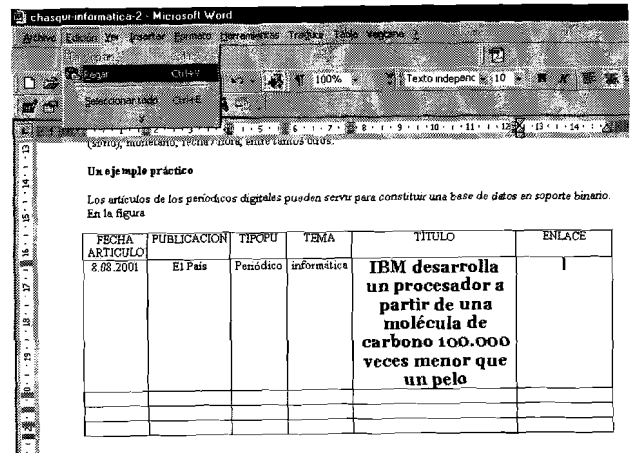 chasqui-informatica-2 - Microsoft Word
Archivo Edición Ver Insertar Formato Herramientas Tabla Ventana ?
Pegar Ctrl+V
100% Texto independ 10 N K S
Seleccionar todo Ctrl+E
Un ejemplo práctico
Los artículos de los periodicos digitales pueden servir para constituir una base de datos en soporte binario.
En la figura
FECHA ARTICULO PUBLICACION TIPOPU TEMA TÍTULO ENLACE
8.08.2001 El Pais Periódico informática IBM desarrolla
un procesador a
partir de una
molécula de
carbono 100.000
veces menor que
un pelo